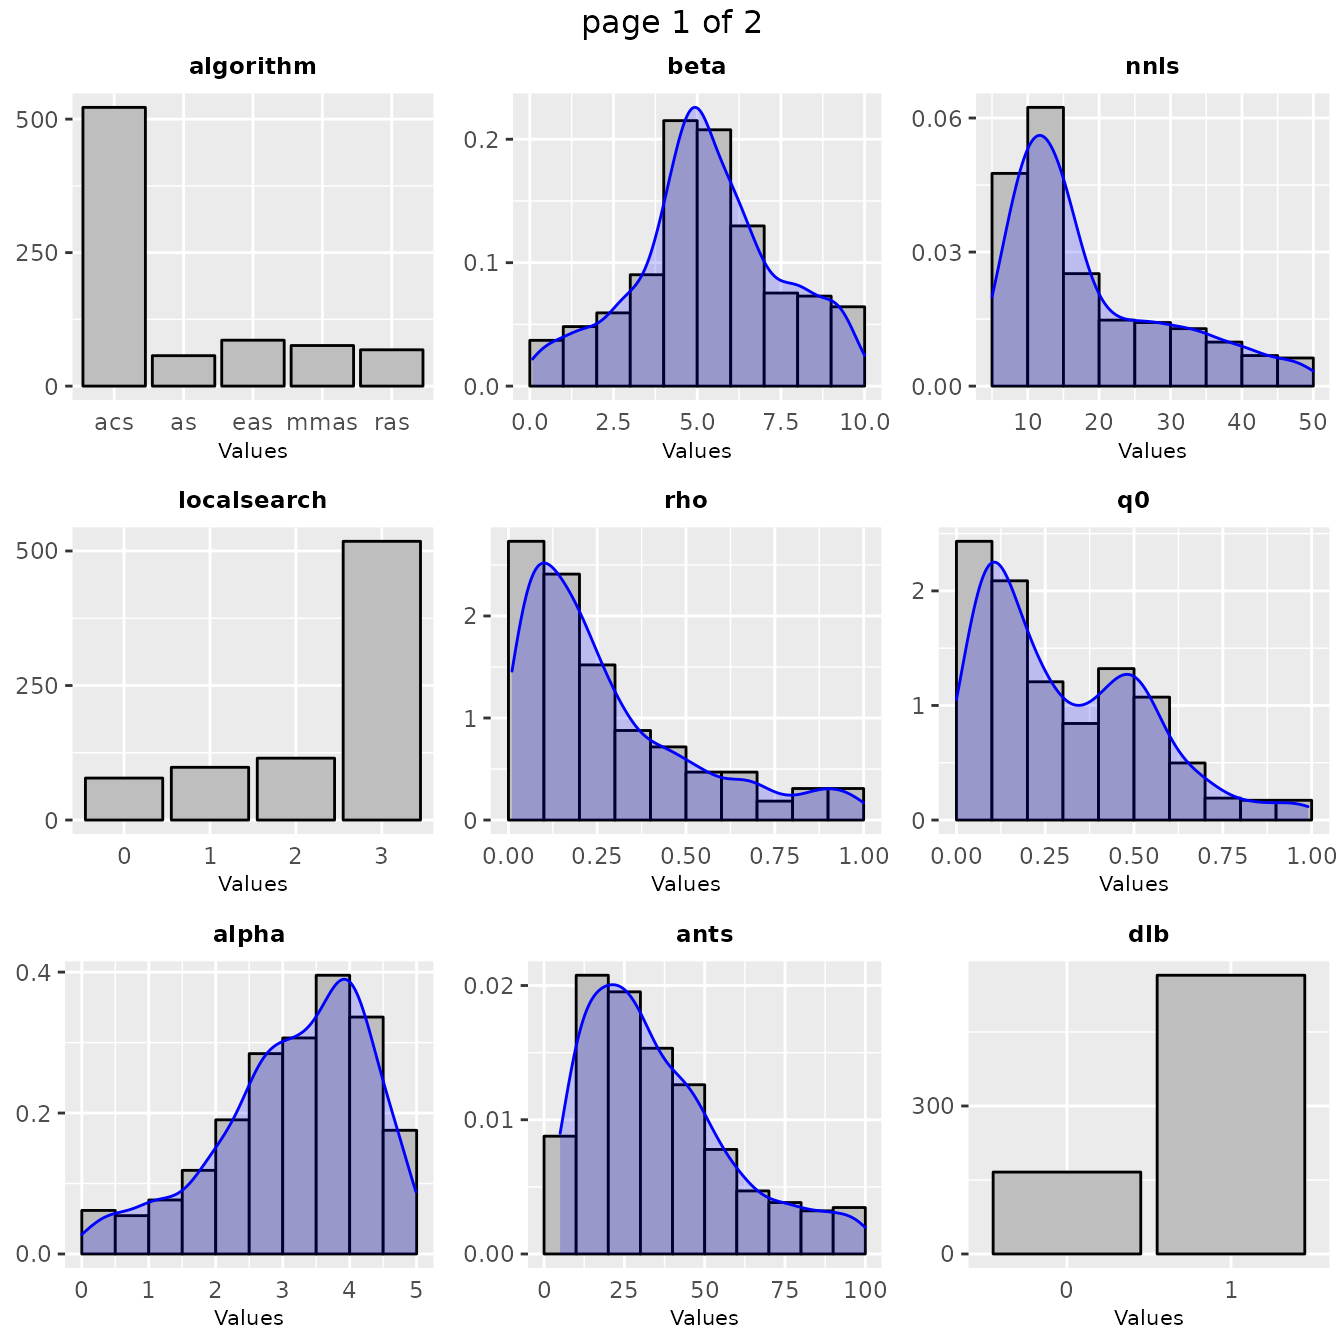 page 1 of 2
algorithm
500
250
0
acs as eas mmas ras
Values
beta
0.2
0.1
0.0
0.0 2.5 5.0 7.5 10.0
Values
nnls
0.06
0.03
0.00
10 20 30 40 50
Values
localsearch
500
250
0
0 1 2 3
Values
rho
2
1
0
0.00 0.25 0.50 0.75 1.00
Values
q0
2
1
0
0.00 0.25 0.50 0.75 1.00
Values
alpha
0.4
0.2
0.0
0 1 2 3 4 5
Values
ants
0.02
0.01
0.00
0 25 50 75 100
Values
dlb
300
0
0 1
Values